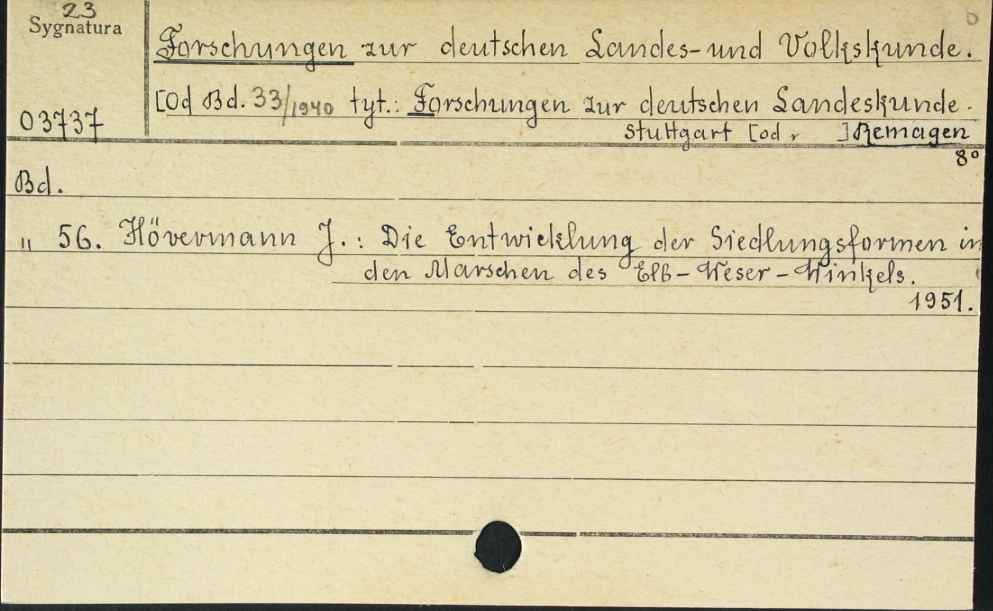 23
Sygnatura
Forschungen zur deutschen Landes-und Volkskunde.
[Od Bd. 33/1940 tyt.: Forschungen zur deutschen Landeskunde.
03737
Stuttgart [od. ] Remagen
8°
Bd.
" 56. Hövermann J.: Die Entwicklung der Siedlungsformen in
den Marschen des Elb-Weser-Winkels.
1951.